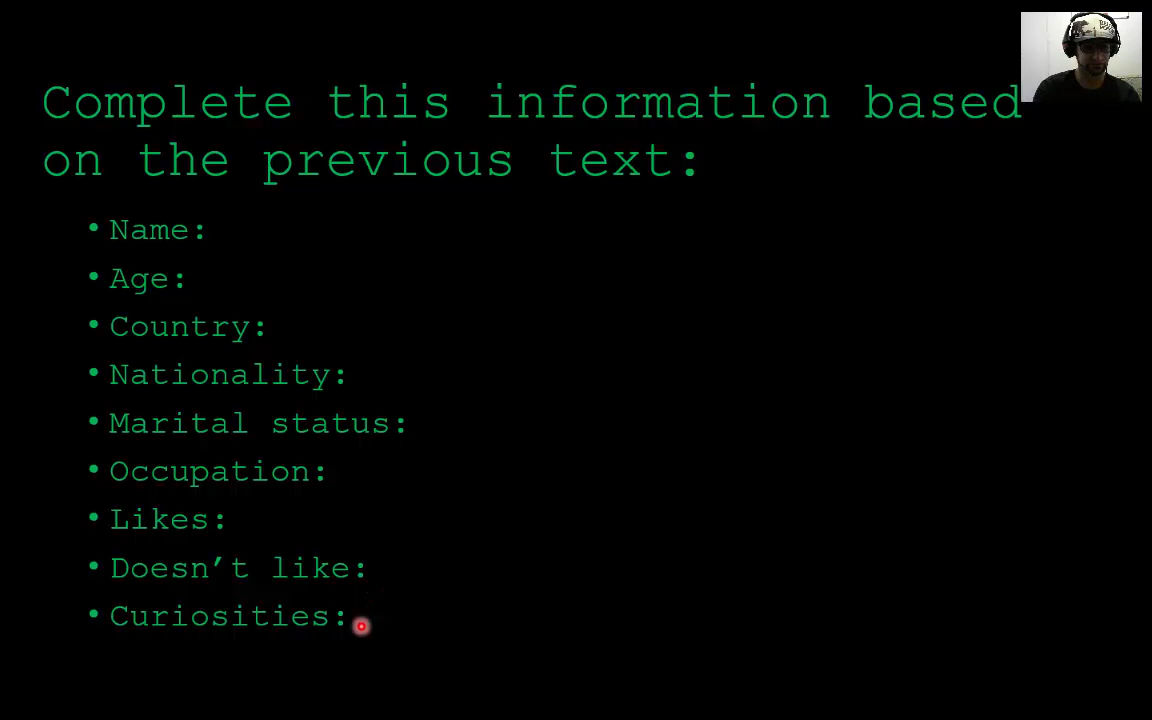 Complete this information based
on the previous text:
• Name:
• Age:
• Country:
• Nationality:
• Marital status:
• Occupation:
• Likes:
• Doesn’t like:
• Curiosities: